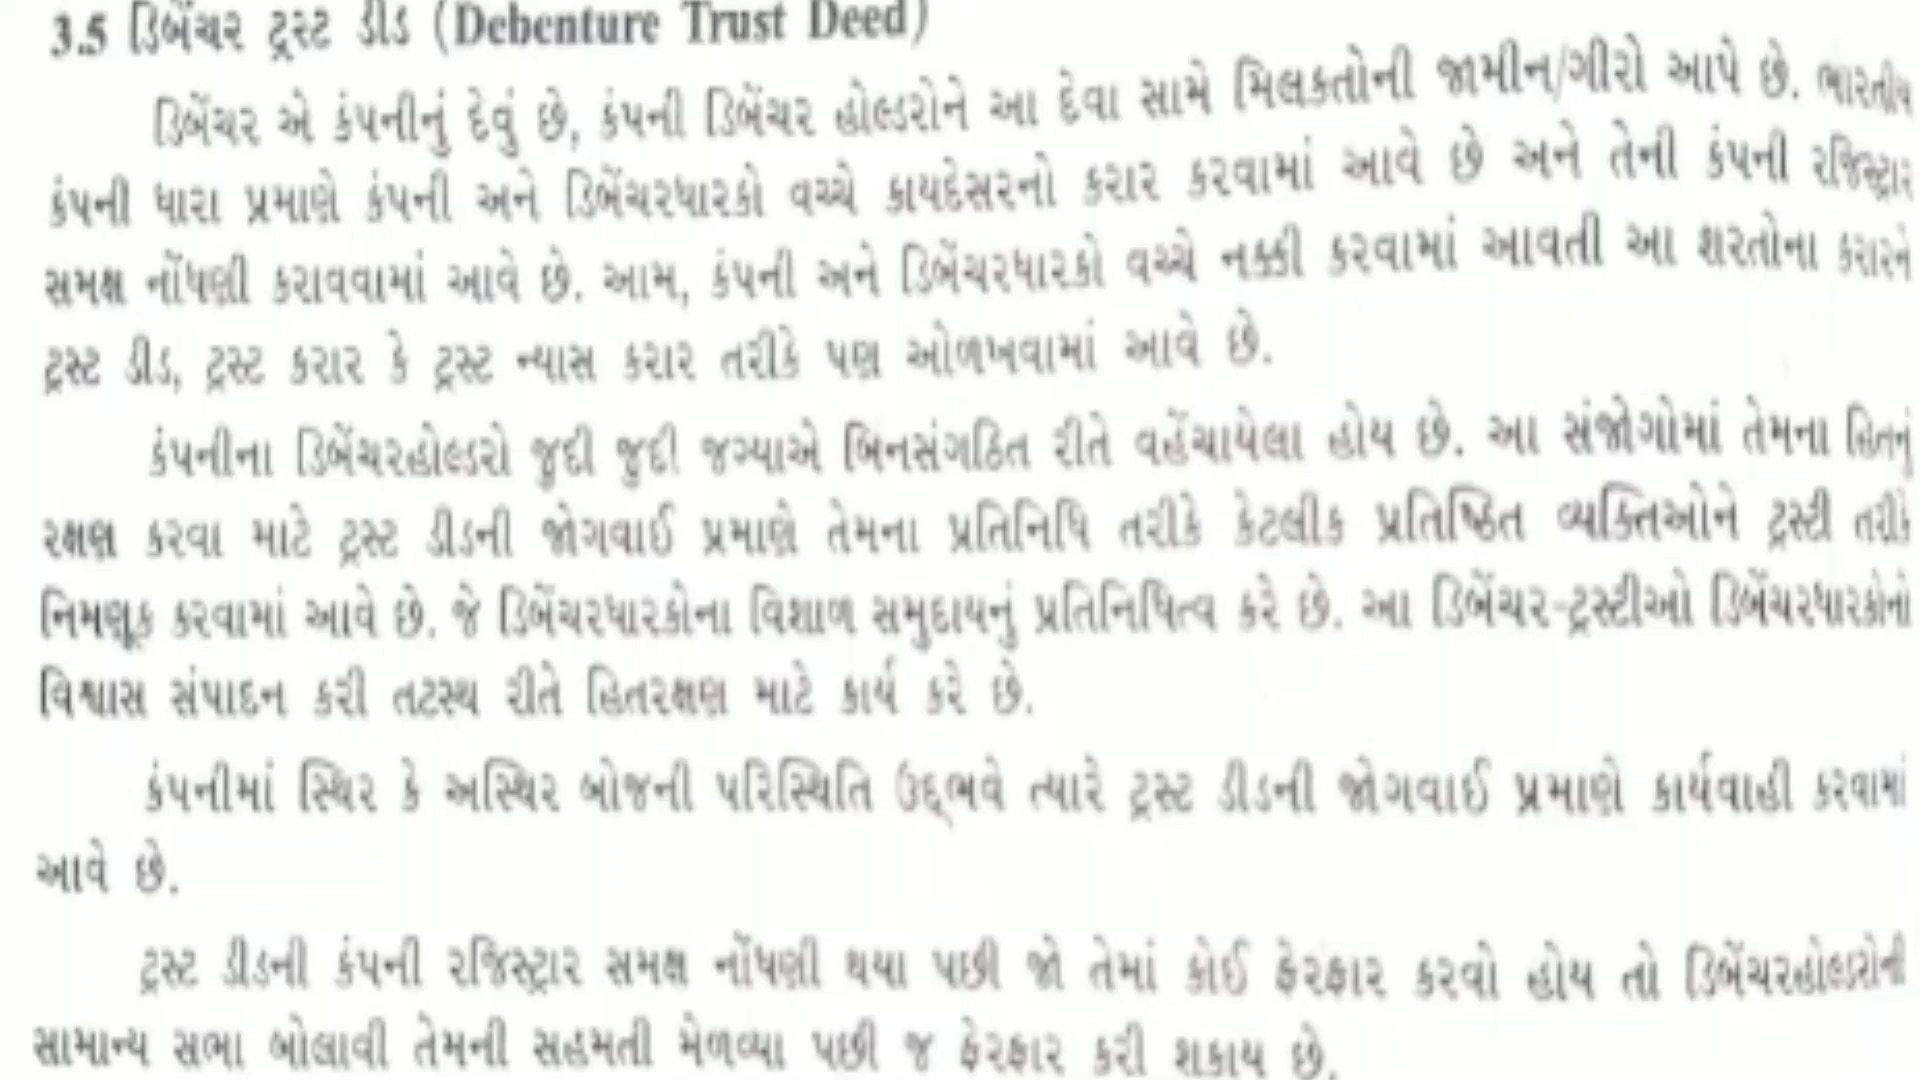 3.5 ડિબેંચર ટ્રસ્ટ ડીડ (Debenture Trust Deed)
ડિબેંચર એ કંપનીનું દેવું છે, કંપની ડિબેંચર હોલ્ડરોને આ દેવા સામે મિલકતોની જામીન/ગીરો આપે છે. ભારતીય
કંપની ધારા પ્રમાણે કંપની અને ડિબેંચરધારકો વચ્ચે કાયદેસરનો કરાર કરવામાં આવે છે અને તેની કંપની રજિસ્ટ્રાર
સમક્ષ નોંધણી કરાવવામાં આવે છે. આમ, કંપની અને ડિબેંચરધારકો વચ્ચે નક્કી કરવામાં આવતી આ શરતોના કરારને
ટ્રસ્ટ ડીડ, ટ્રસ્ટ કરાર કે ટ્રસ્ટ ન્યાસ કરાર તરીકે પણ ઓળખવામાં આવે છે.
કંપનીના ડિબેંચરહોલ્ડરો જુદી જુદી જગ્યાએ બિનસંગઠિત રીતે વહેંચાયેલા હોય છે. આ સંજોગોમાં તેમના હિતનું
રક્ષણ કરવા માટે ટ્રસ્ટ ડીડની જોગવાઈ પ્રમાણે તેમના પ્રતિનિધિ તરીકે કેટલીક પ્રતિષ્ઠિત વ્યક્તિઓને ટ્રસ્ટી તરીકે
નિમણૂક કરવામાં આવે છે. જે ડિબેંચરધારકોના વિશાળ સમુદાયનું પ્રતિનિધિત્વ કરે છે. આ ડિબેંચર-ટ્રસ્ટીઓ ડિબેંચરધારકોનો
વિશ્વાસ સંપાદન કરી તટસ્થ રીતે હિતરક્ષણ માટે કાર્ય કરે છે.
કંપનીમાં સ્થિર કે અસ્થિર બોજની પરિસ્થિતિ ઉદ્ભવે ત્યારે ટ્રસ્ટ ડીડની જોગવાઈ પ્રમાણે કાર્યવાહી કરવામાં
આવે છે.
ટ્રસ્ટ ડીડની કંપની રજિસ્ટ્રાર સમક્ષ નોંધણી થયા પછી જો તેમાં કોઈ ફેરફાર કરવો હોય તો ડિબેંચરહોલ્ડરોની
સામાન્ય સભા બોલાવી તેમની સહમતી મેળવ્યા પછી જ ફેરફાર કરી શકાય છે.